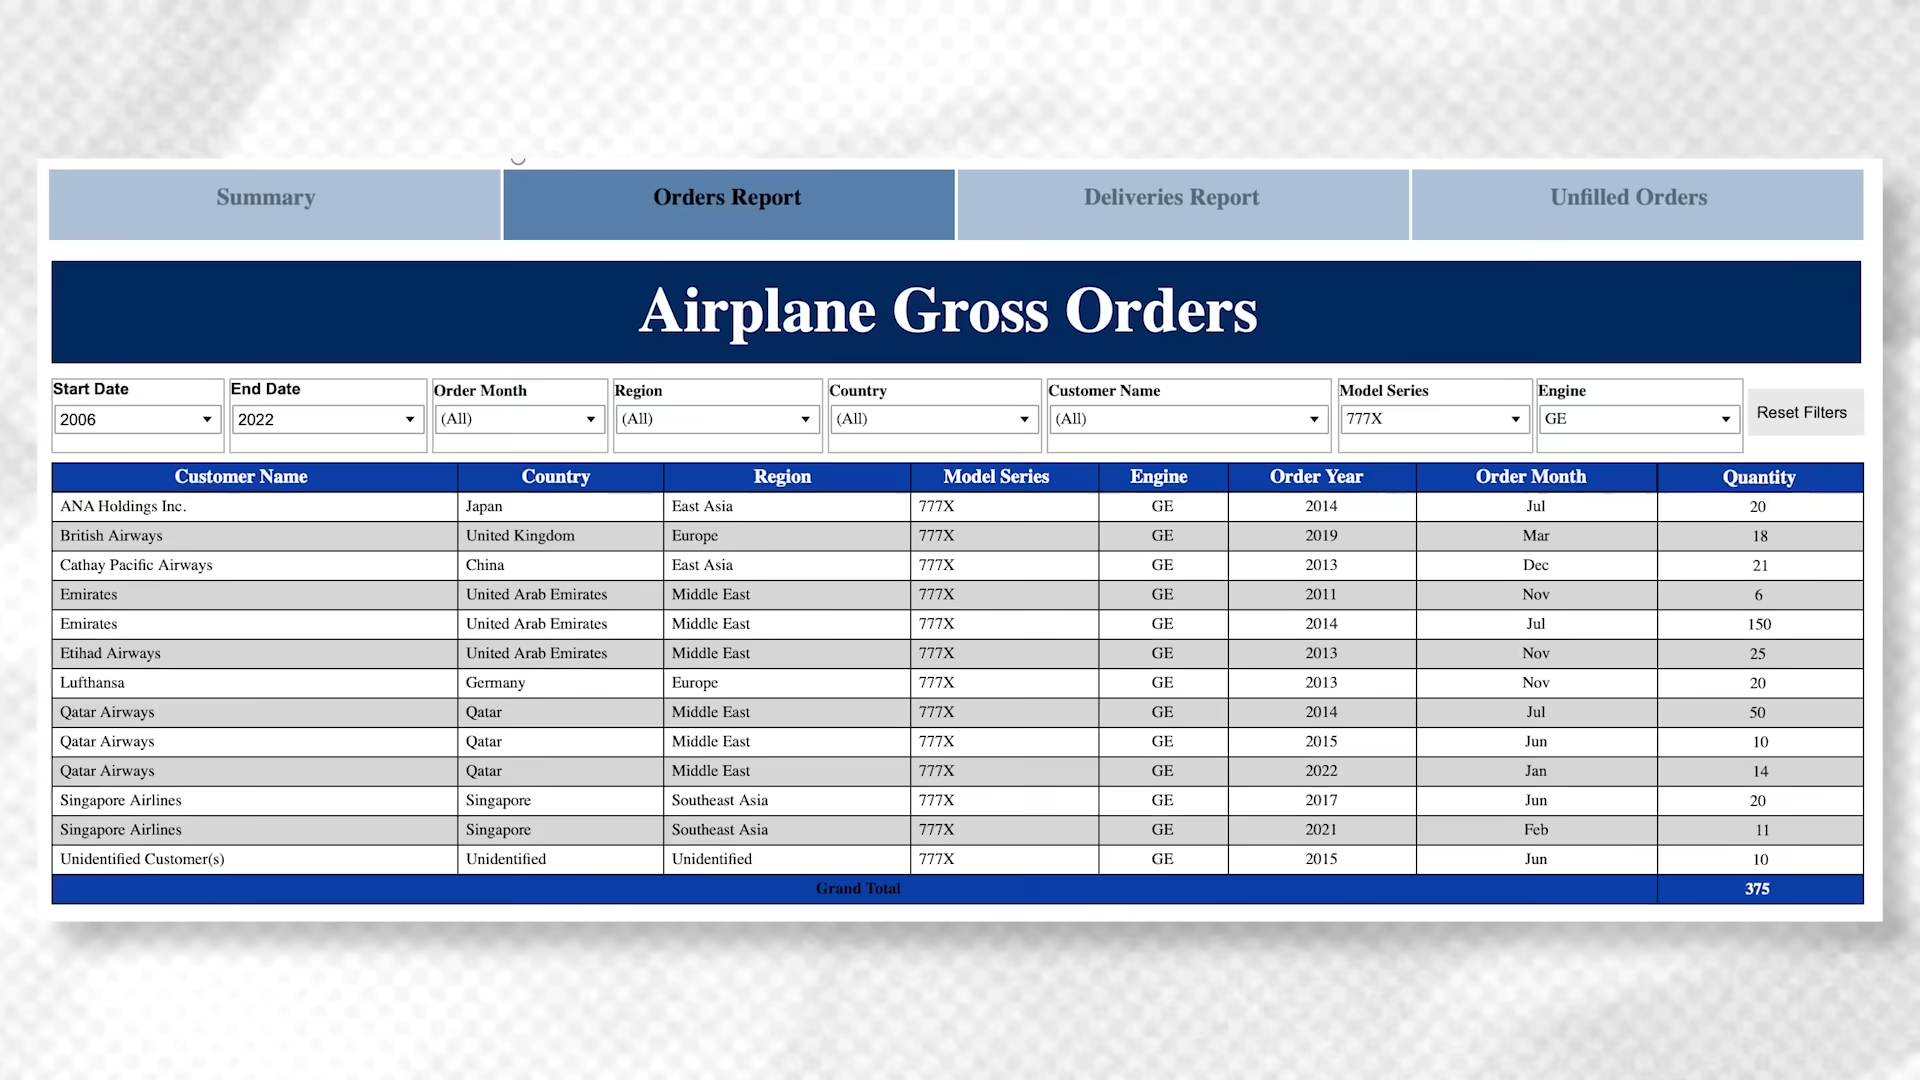 Summary Orders Report Deliveries Report Unfilled Orders
Airplane Gross Orders
Start Date End Date Order Month Region Country Customer Name Model Series Engine
2006 2022 (All) (All) (All) (All) 777X GE Reset Filters
Customer Name Country Region Model Series Engine Order Year Order Month Quantity
ANA Holdings Inc. Japan East Asia 777X GE 2014 Jul 20
British Airways United Kingdom Europe 777X GE 2019 Mar 18
Cathay Pacific Airways China East Asia 777X GE 2013 Dec 21
Emirates United Arab Emirates Middle East 777X GE 2011 Nov 6
Emirates United Arab Emirates Middle East 777X GE 2014 Jul 150
Etihad Airways United Arab Emirates Middle East 777X GE 2013 Nov 25
Lufthansa Germany Europe 777X GE 2013 Nov 20
Qatar Airways Qatar Middle East 777X GE 2014 Jul 50
Qatar Airways Qatar Middle East 777X GE 2015 Jun 10
Qatar Airways Qatar Middle East 777X GE 2022 Jan 14
Singapore Airlines Singapore Southeast Asia 777X GE 2017 Jun 20
Singapore Airlines Singapore Southeast Asia 777X GE 2021 Feb 11
Unidentified Customer(s) Unidentified Unidentified 777X GE 2015 Jun 10
Grand Total 375